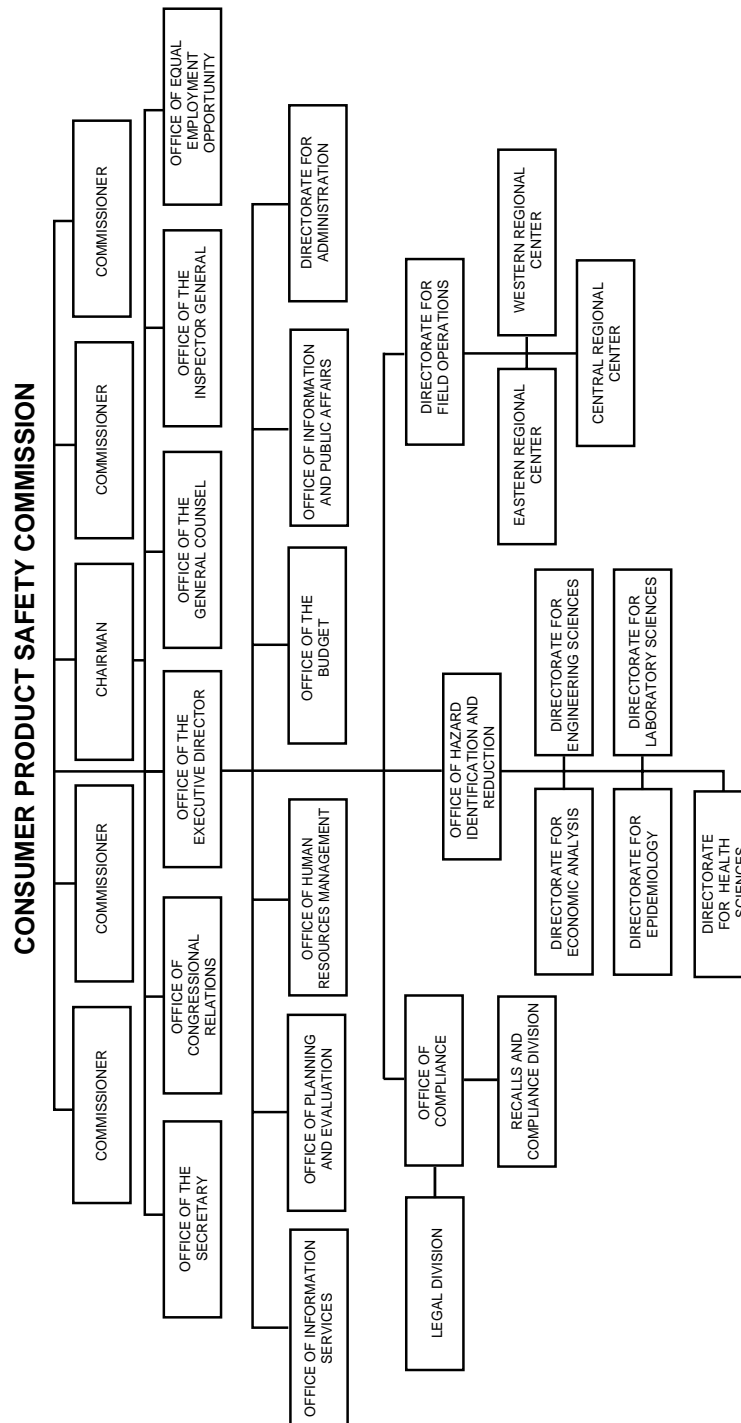 CONSUMER PRODUCT SAFETY COMMISSION
COMMISSIONER
COMMISSIONER
CHAIRMAN
COMMISSIONER
COMMISSIONER
OFFICE OF THE
SECRETARY
OFFICE OF
CONGRESSIONAL
RELATIONS
OFFICE OF THE
EXECUTIVE DIRECTOR
OFFICE OF THE
GENERAL COUNSEL
OFFICE OF THE
INSPECTOR GENERAL
OFFICE OF EQUAL
EMPLOYMENT
OPPORTUNITY
OFFICE OF INFORMATION
SERVICES
OFFICE OF PLANNING
AND EVALUATION
OFFICE OF HUMAN
RESOURCES MANAGEMENT
OFFICE OF THE
BUDGET
OFFICE OF INFORMATION
AND PUBLIC AFFAIRS
DIRECTORATE FOR
ADMINISTRATION
LEGAL DIVISION
OFFICE OF
COMPLIANCE
RECALLS AND
COMPLIANCE DIVISION
OFFICE OF HAZARD
IDENTIFICATION AND
REDUCTION
DIRECTORATE FOR
ECONOMIC ANALYSIS
DIRECTORATE FOR
ENGINEERING SCIENCES
DIRECTORATE FOR
EPIDEMIOLOGY
DIRECTORATE FOR
LABORATORY SCIENCES
DIRECTORATE
FOR HEALTH
SCIENCES
DIRECTORATE FOR
FIELD OPERATIONS
EASTERN REGIONAL
CENTER
WESTERN REGIONAL
CENTER
CENTRAL REGIONAL
CENTER